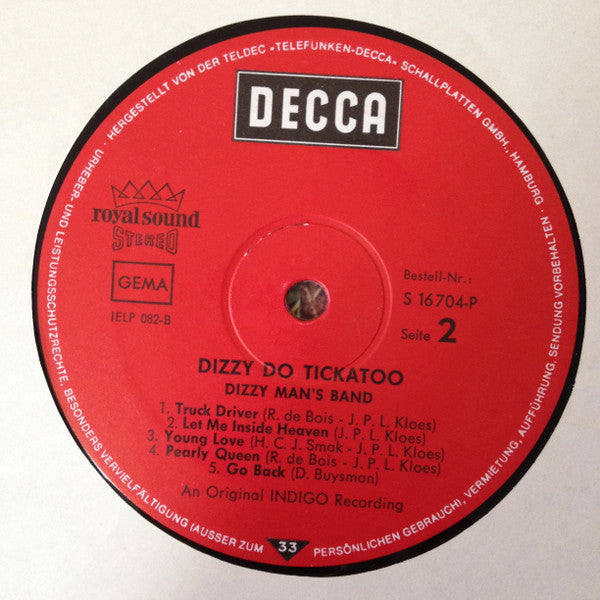 · HERGESTELLT VON DER TELDEC »TELEFUNKEN-DECCA« SCHALLPLATTEN GMBH., HAMBURG ·
URHEBER- UND LEISTUNGSSCHUTZRECHTE, BESONDERS VERVIELFÄLTIGUNG (AUSSER ZUM PERSÖNLICHEN GEBRAUCH), VERMIETUNG, AUFFÜHRUNG, SENDUNG VORBEHALTEN ·
DECCA
royal sound
STEREO
GEMA
IELP 082-B
Bestell-Nr.:
S 16704-P
Seite 2
DIZZY DO TICKATOO
DIZZY MAN'S BAND
1. Truck Driver (R. de Bois - J. P. L. Kloes)
2. Let Me Inside Heaven (J. P. L. Kloes)
3. Young Love (H. C. J. Smak - J. P. L. Kloes)
4. Pearly Queen (R. de Bois - J. P. L. Kloes)
5. Go Back (D. Buysman)
An Original INDIGO Recording
33